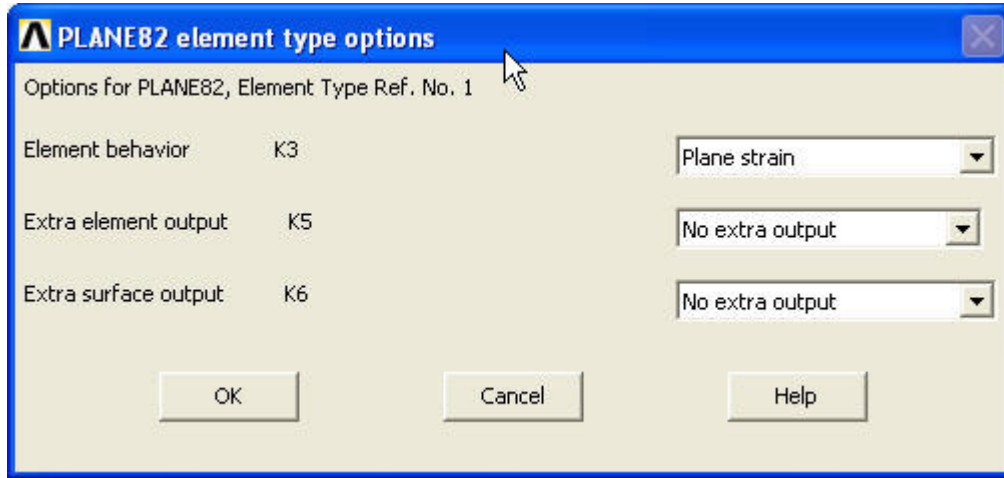 PLANE82 element type options
Options for PLANE82, Element Type Ref. No. 1
Element behavior K3 Plane strain
Extra element output K5 No extra output
Extra surface output K6 No extra output
OK Cancel Help